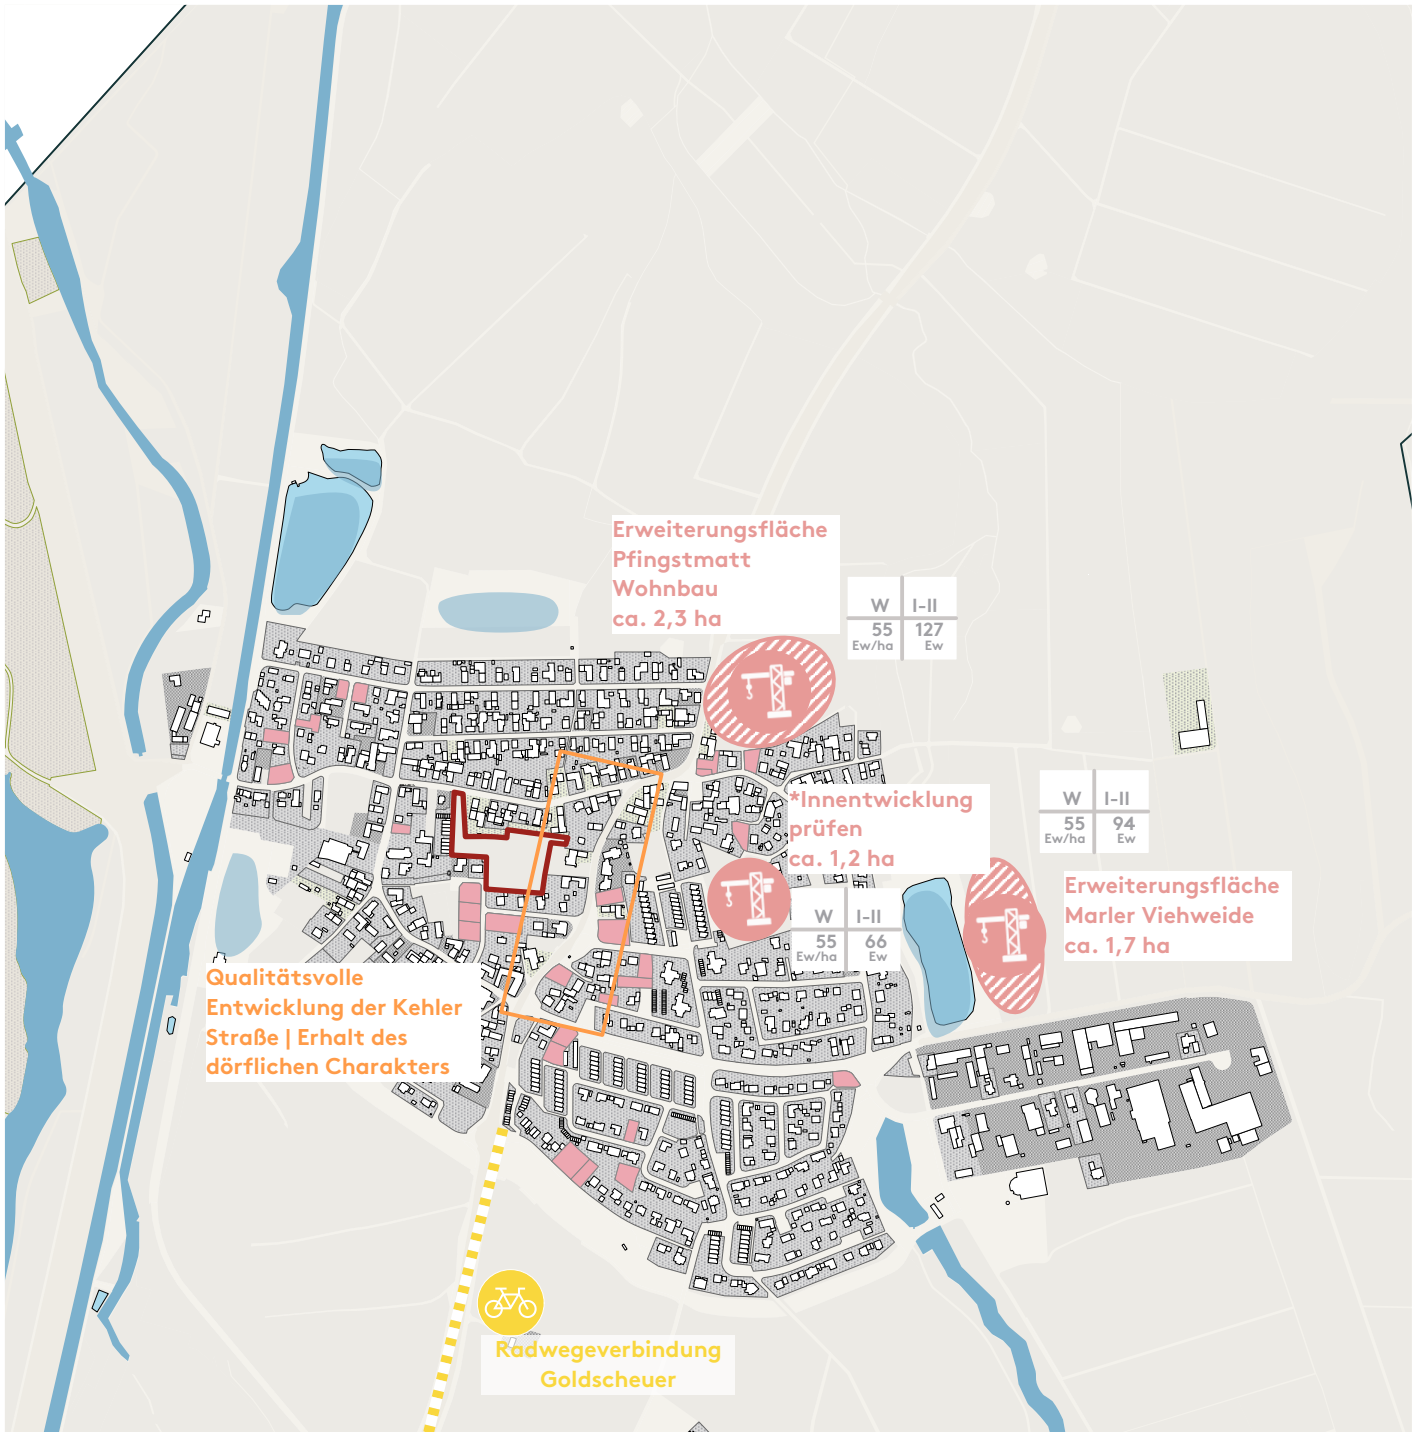 Erweiterungsfläche
Pfingstmatt
Wohnbau
ca. 2,3 ha
W I-II
55 127
Ew/ha Ew
*Innentwicklung
prüfen
ca. 1,2 ha
W I-II
55 66
Ew/ha Ew
W I-II
55 94
Ew/ha Ew
Erweiterungsfläche
Marler Viehweide
ca. 1,7 ha
Qualitätsvolle
Entwicklung der Kehler
Straße | Erhalt des
dörflichen Charakters
Radwegeverbindung
Goldscheuer